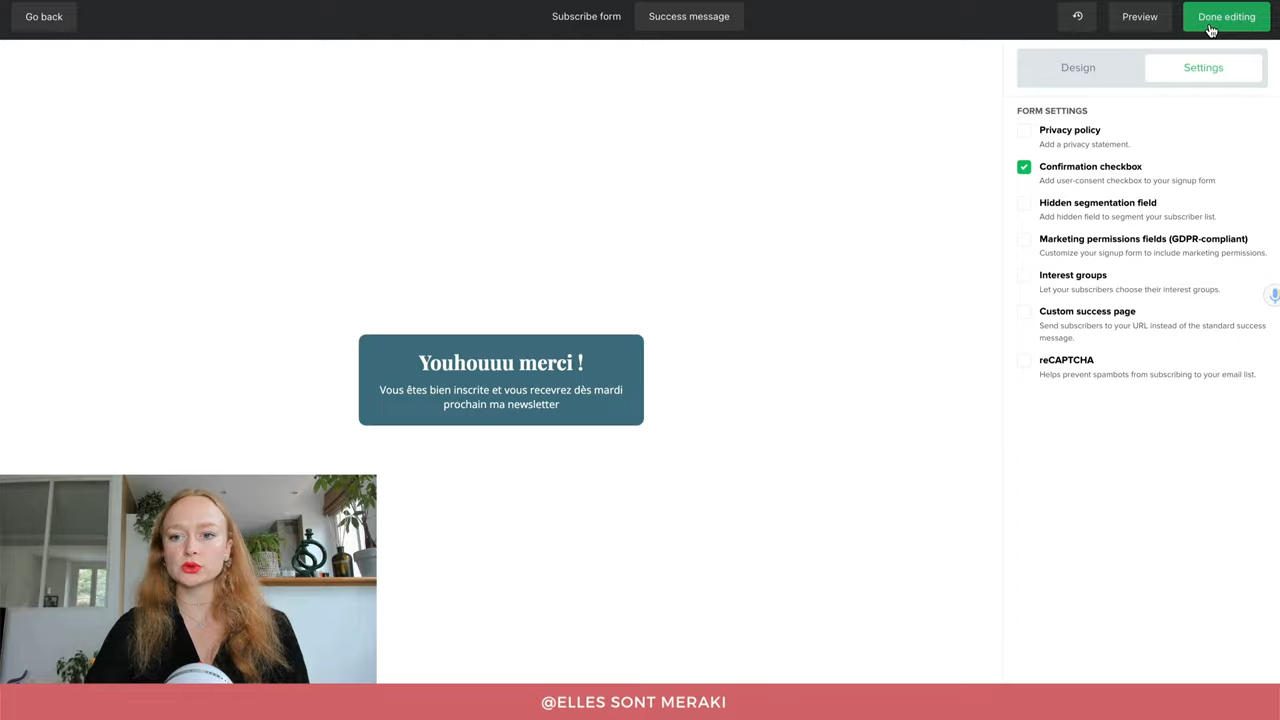 Go back
Subscribe form
Success message
Preview
Done editing
Design
Settings
FORM SETTINGS
Privacy policy
Add a privacy statement.
Confirmation checkbox
Add user-consent checkbox to your signup form
Hidden segmentation field
Add hidden field to segment your subscriber list.
Marketing permissions fields (GDPR-compliant)
Customize your signup form to include marketing permissions.
Interest groups
Let your subscribers choose their interest groups.
Custom success page
Send subscribers to your URL instead of the standard success
message.
reCAPTCHA
Helps prevent spambots from subscribing to your email list.
Youhouuu merci !
Vous êtes bien inscrite et vous recevrez dès mardi
prochain ma newsletter
@ELLES SONT MERAKI